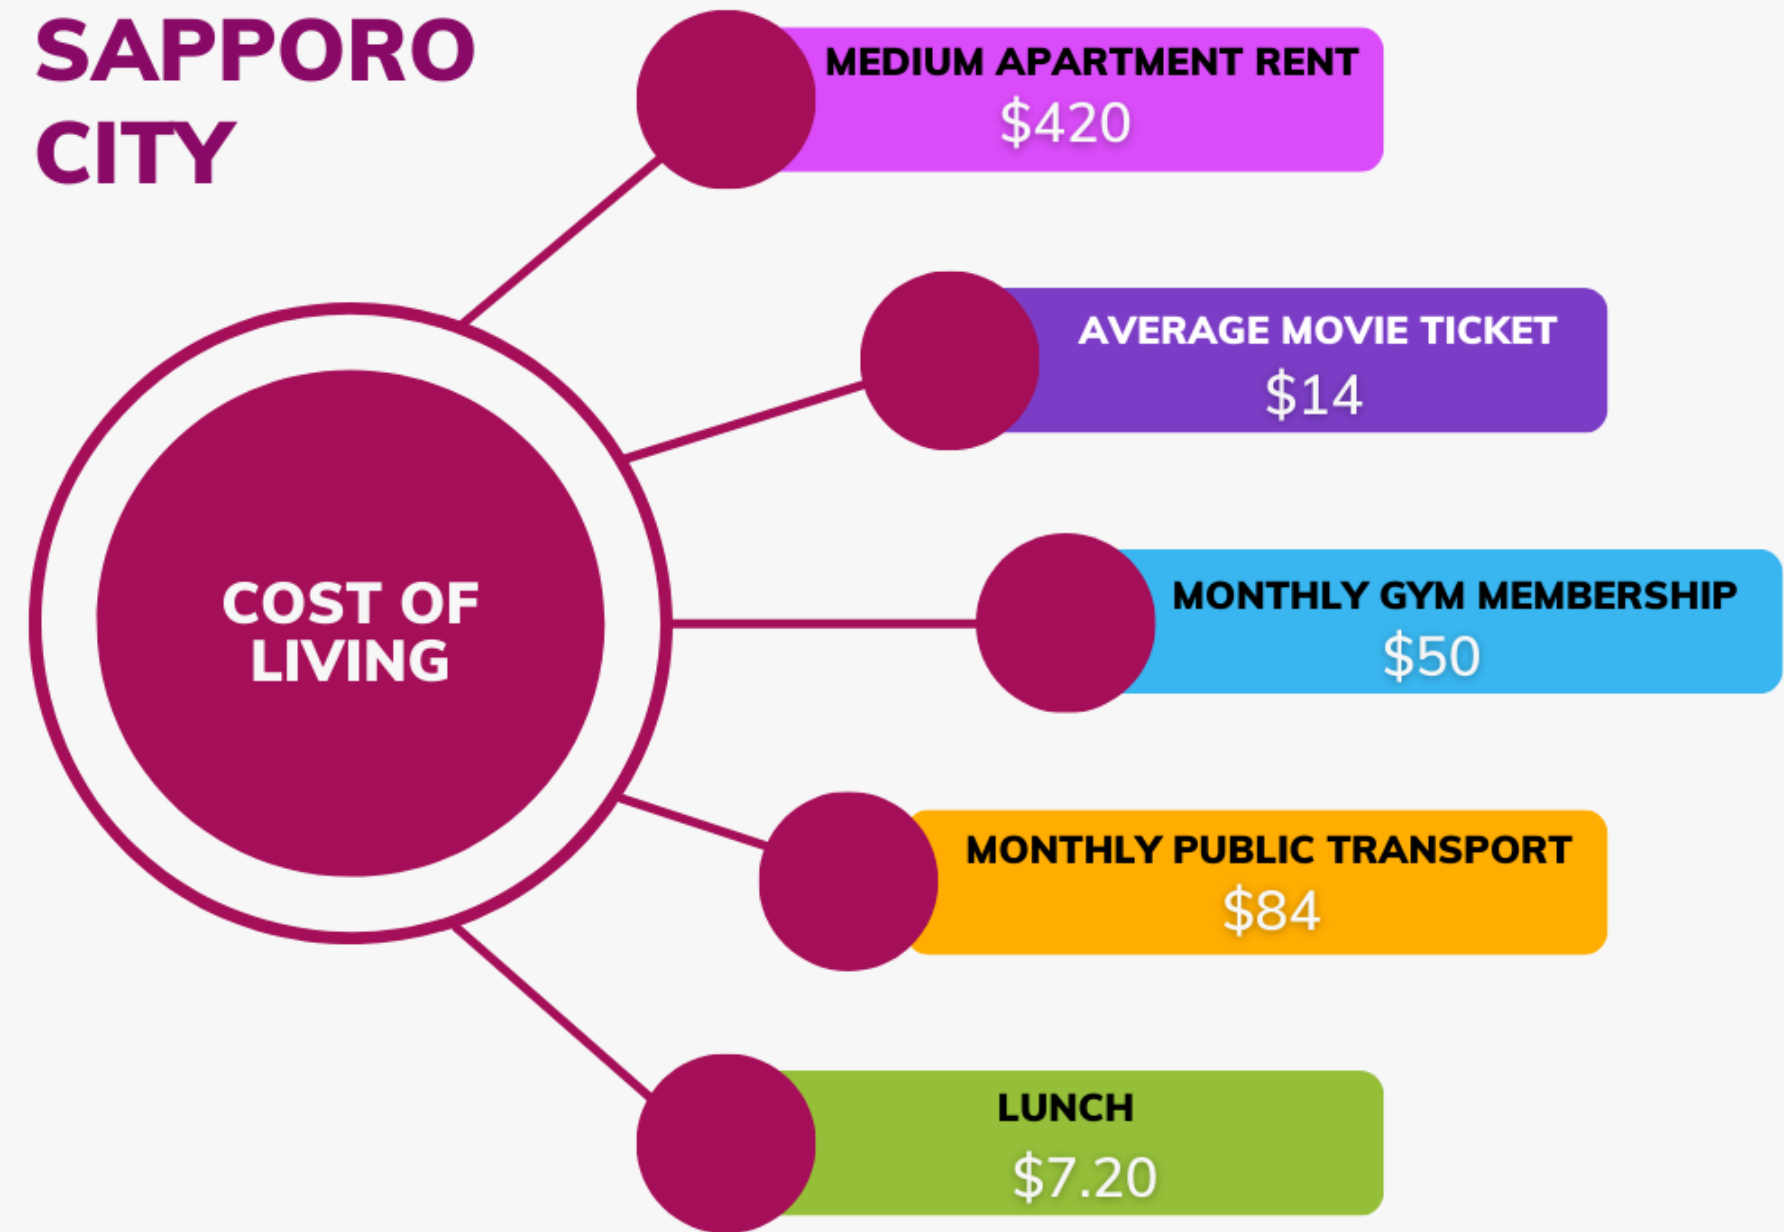 SAPPORO
CITY
MEDIUM APARTMENT RENT
$420
AVERAGE MOVIE TICKET
$14
COST OF
LIVING
MONTHLY GYM MEMBERSHIP
$50
MONTHLY PUBLIC TRANSPORT
$84
LUNCH
$7.20